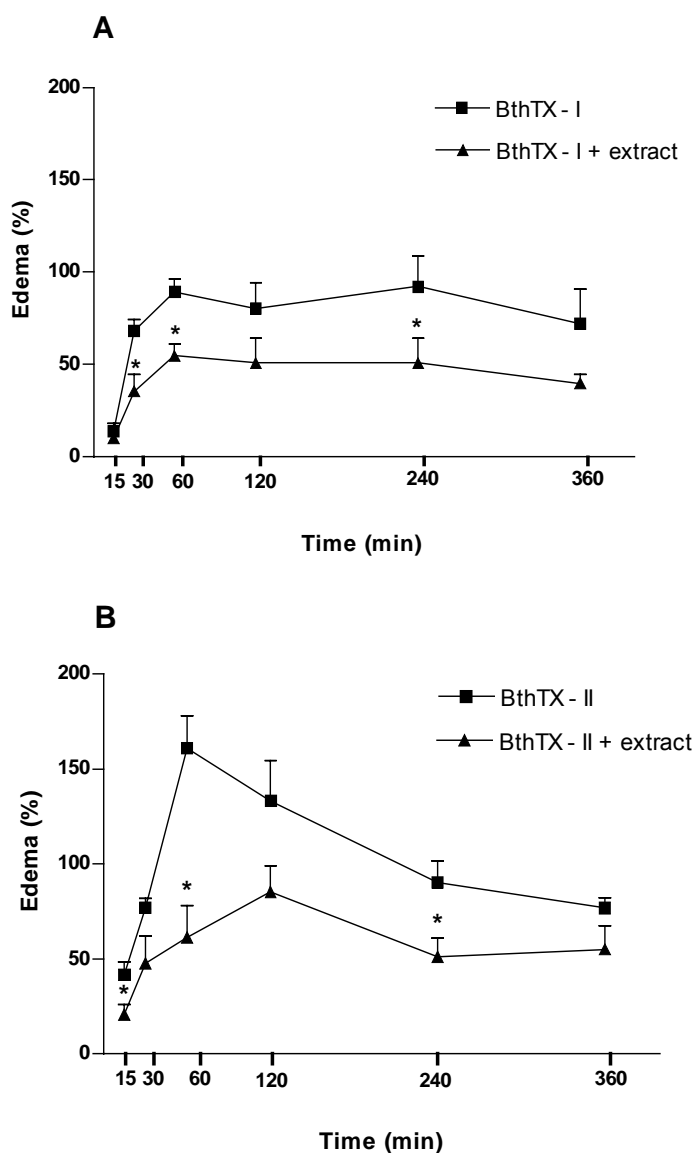 A
200
BthTX - I
BthTX - I + extract
150
Edema (%)
100
*
*
*
50
0
15 30 60 120 240 360
Time (min)
B
200
BthTX - II
BthTX - II + extract
150
Edema (%)
100
*
*
50
*
0
15 30 60 120 240 360
Time (min)